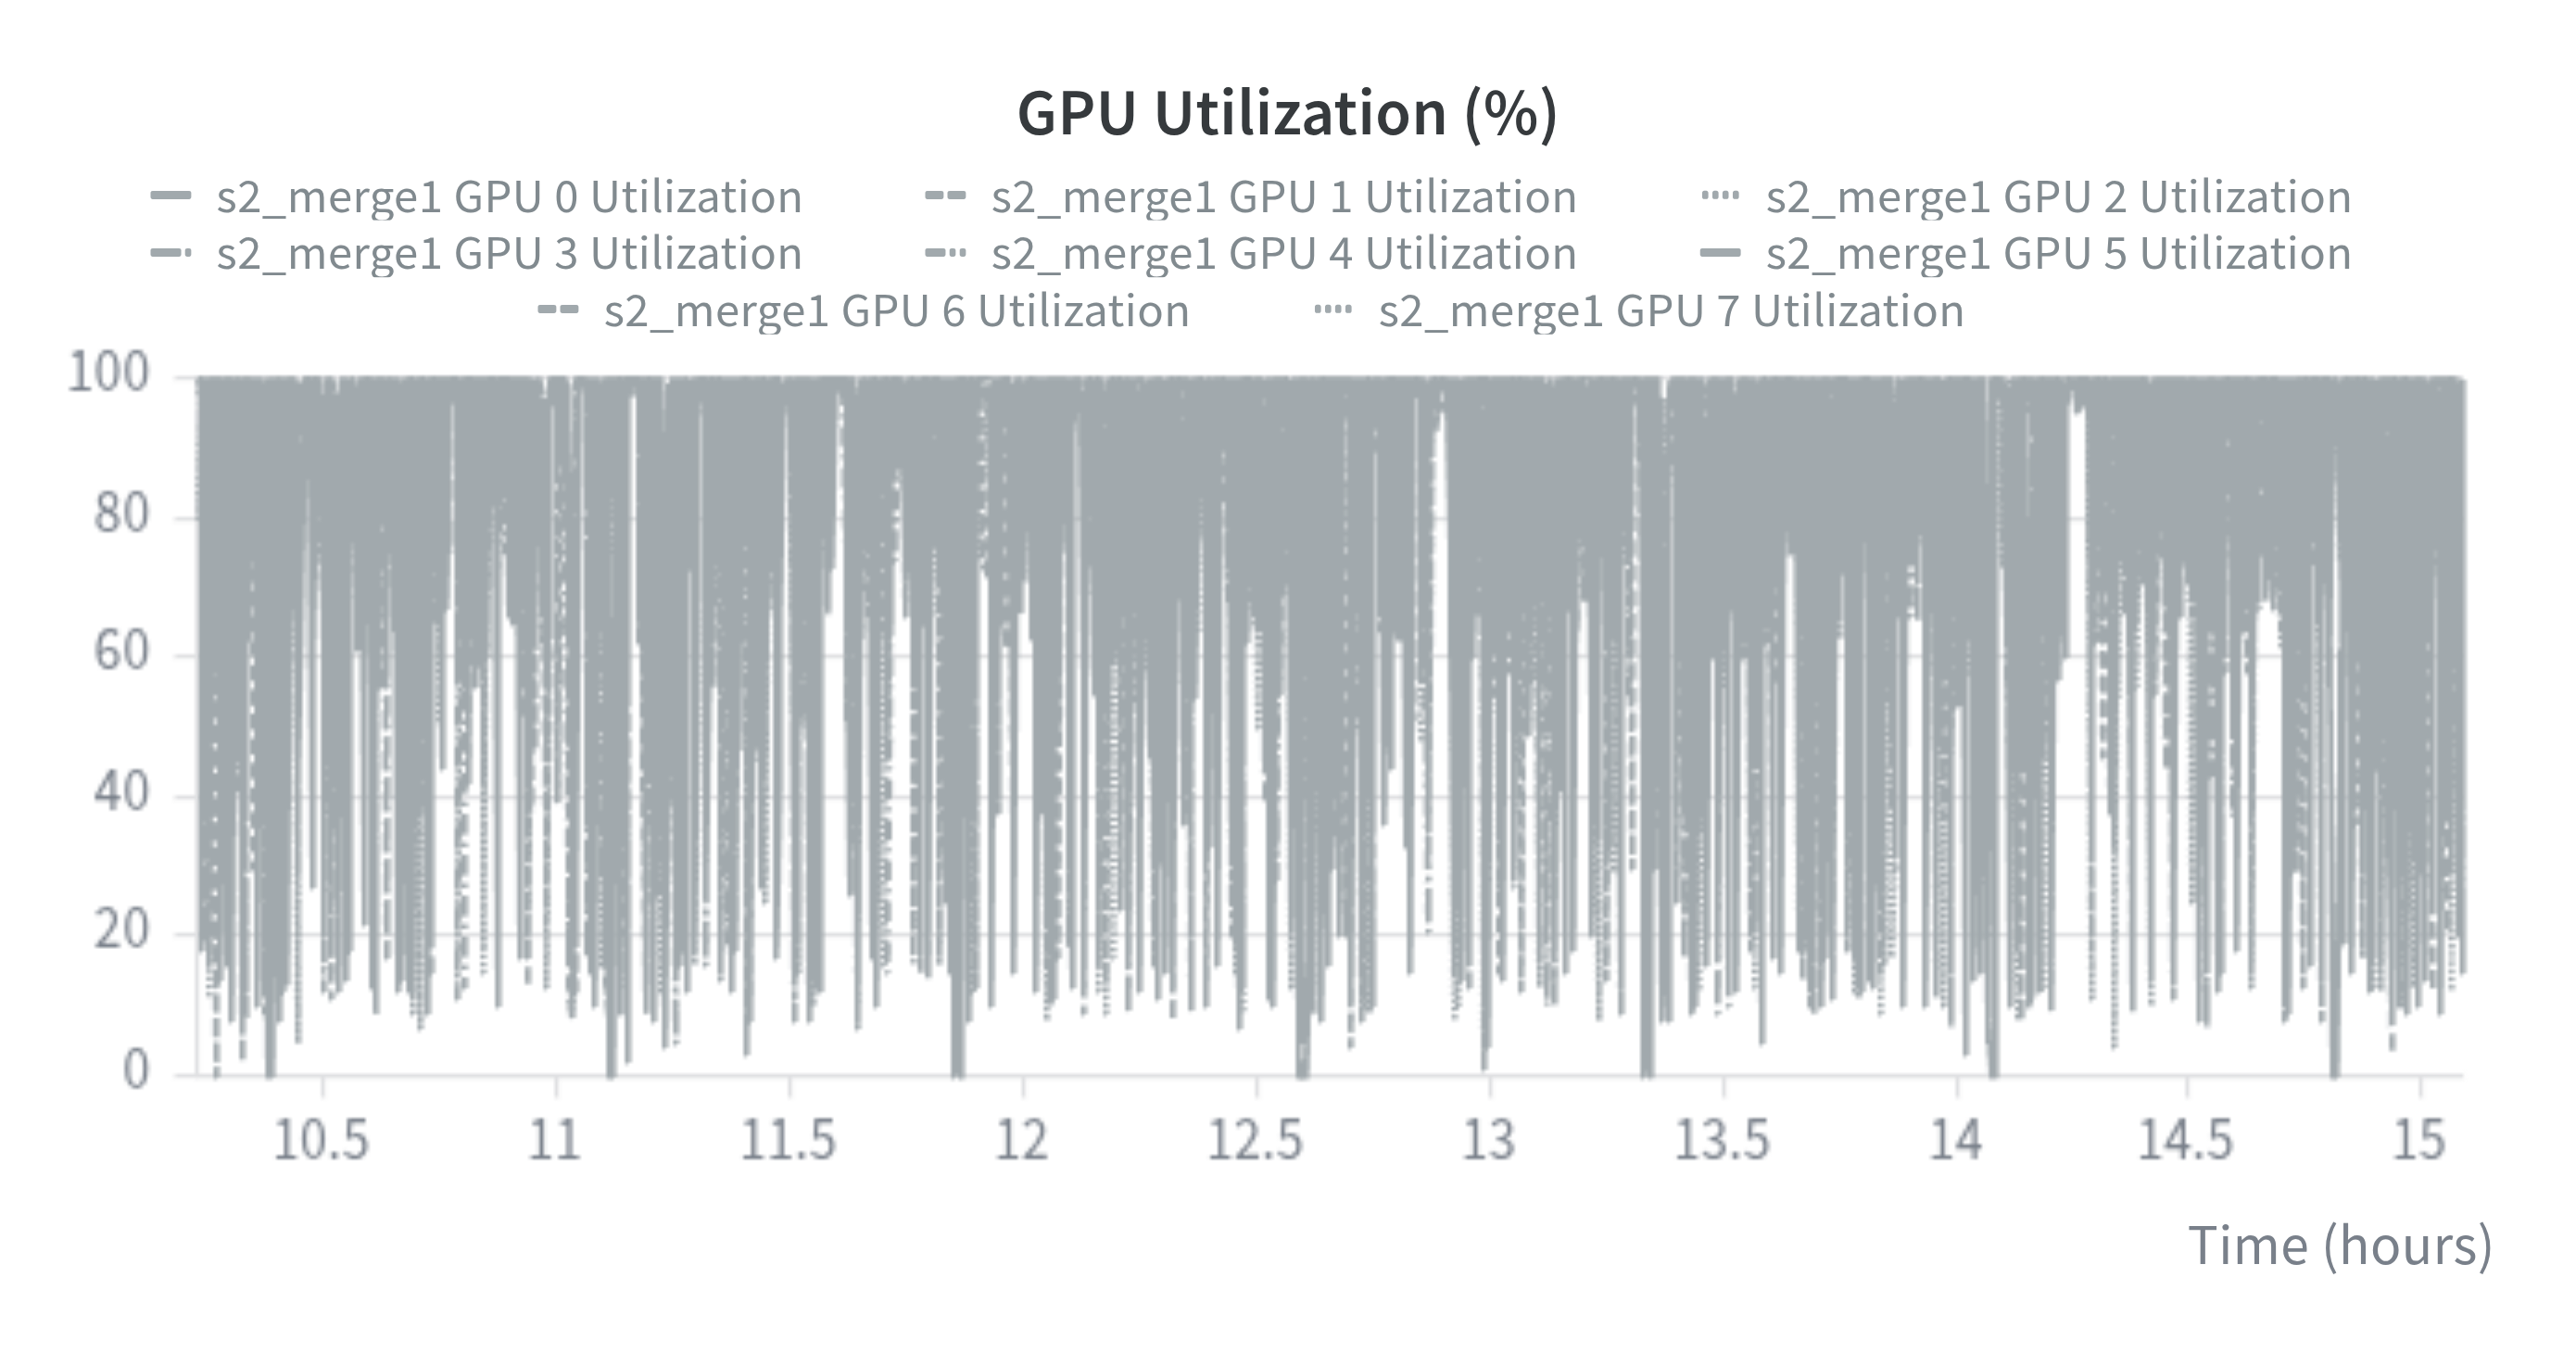 GPU Utilization (%)
s2_merge1 GPU 0 Utilization s2_merge1 GPU 1 Utilization s2_merge1 GPU 2 Utilization
s2_merge1 GPU 3 Utilization s2_merge1 GPU 4 Utilization s2_merge1 GPU 5 Utilization
s2_merge1 GPU 6 Utilization s2_merge1 GPU 7 Utilization
100
80
60
40
20
0
10.5 11 11.5 12 12.5 13 13.5 14 14.5 15
Time (hours)